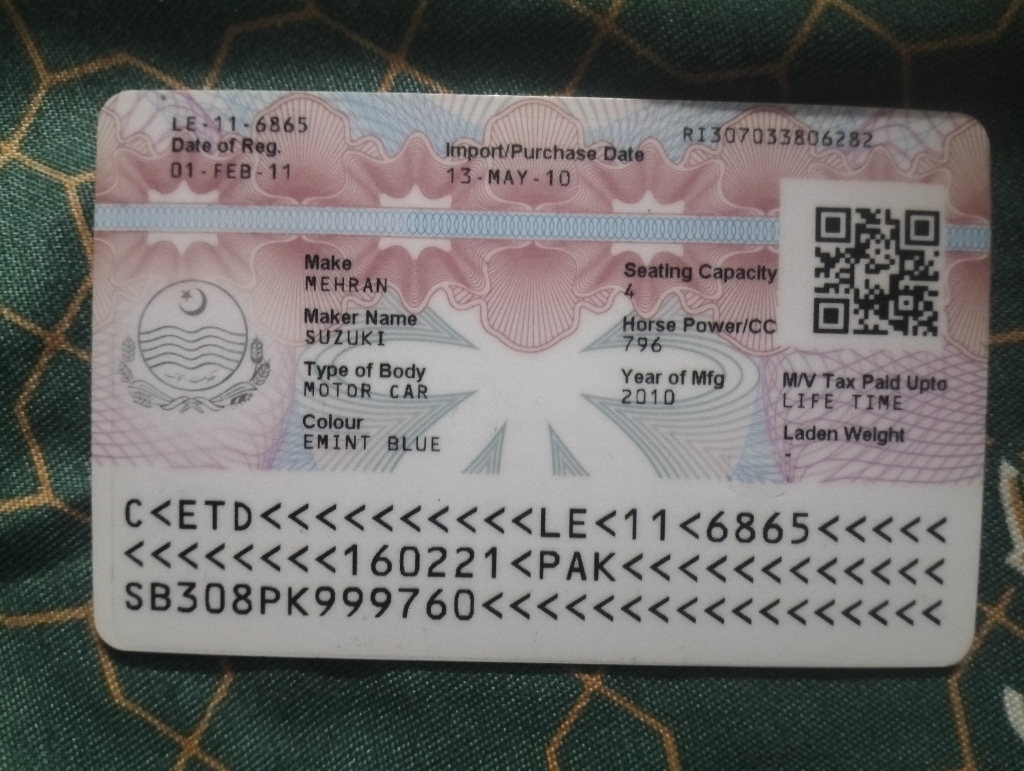 LE-11-6865
RI307033806282
Date of Reg.
Import/Purchase Date
01-FEB-11
13-MAY-10
Make
MEHRAN
Seating Capacity
4
Maker Name
SUZUKI
Horse Power/CC
796
Type of Body
MOTOR CAR
Year of Mfg
2010
M/V Tax Paid Upto
LIFE TIME
Colour
EMINT BLUE
Laden Weight
-
C<ETD<<<<<<<<<<LE<11<6865<<<<<
<<<<<<<<160221<PAK<<<<<<<<<<<<
SB308PK999760<<<<<<<<<<<<<<<<<